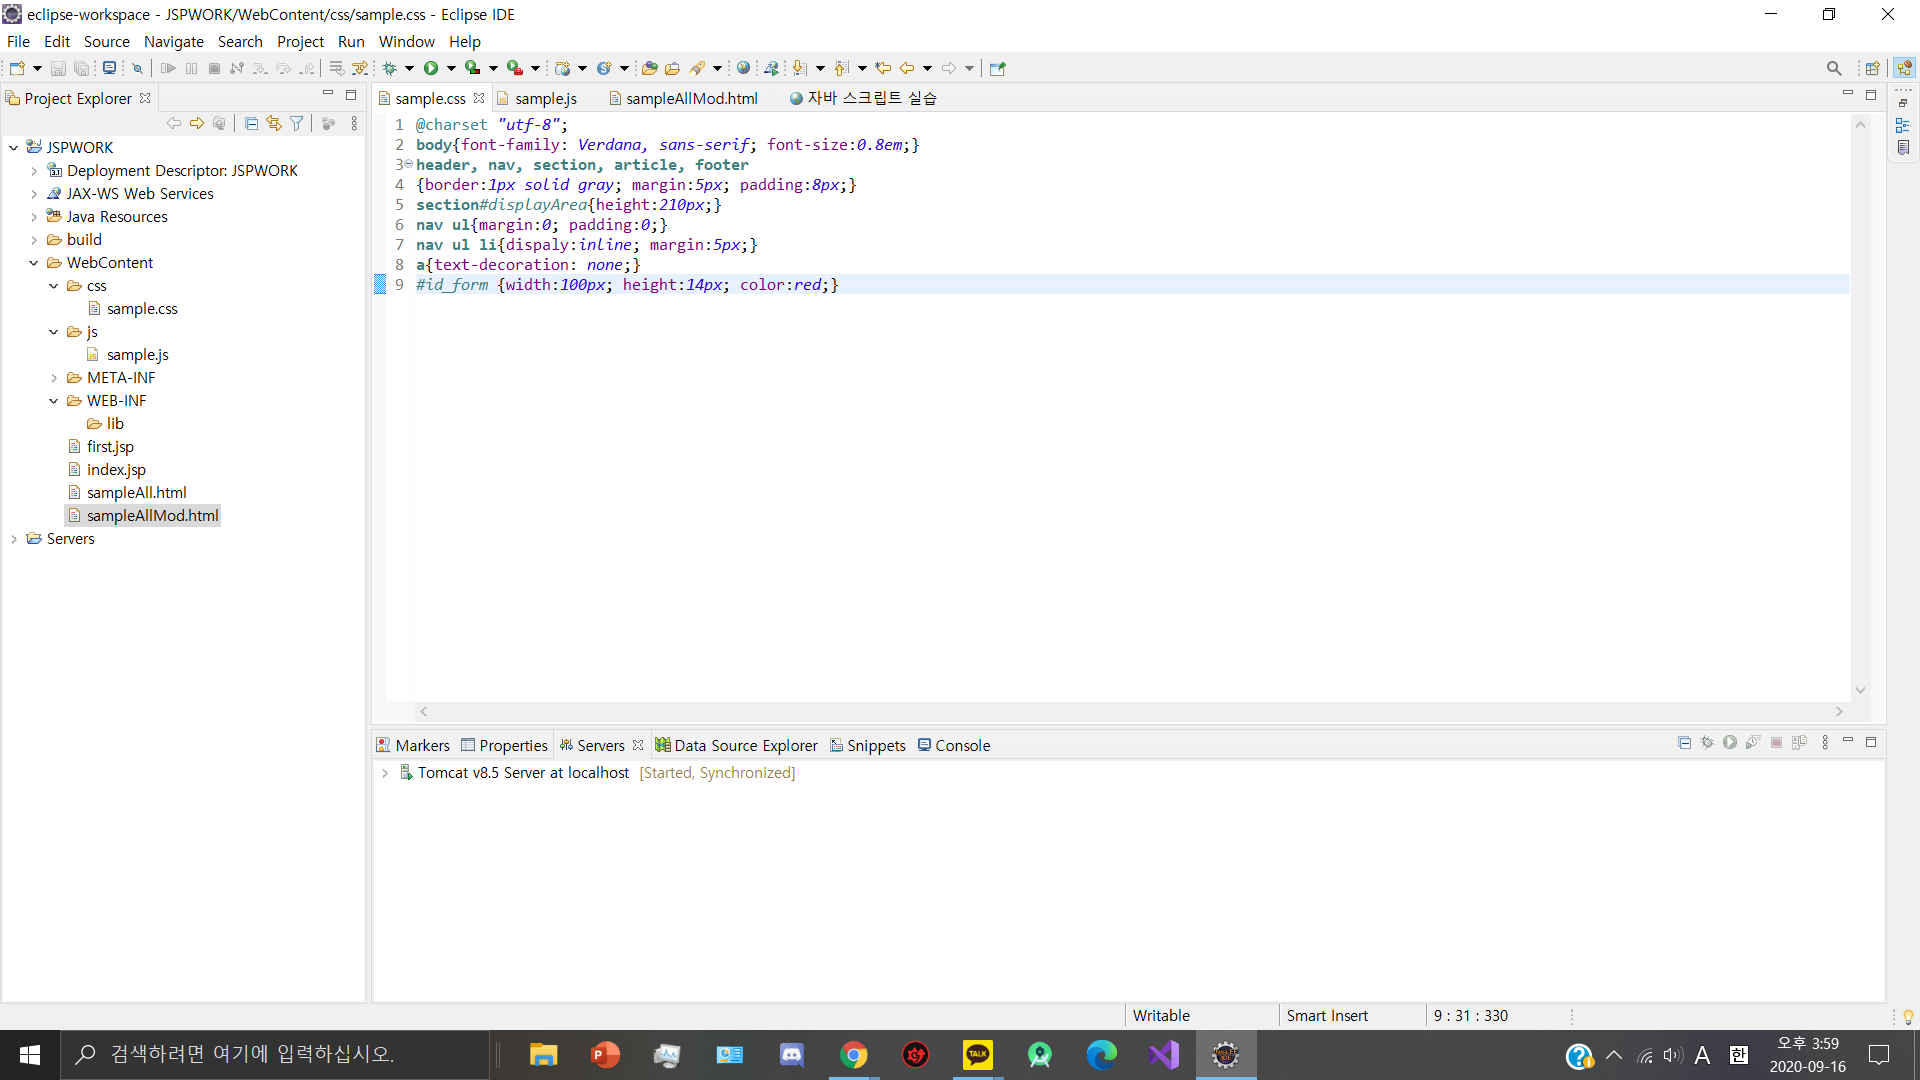 eclipse-workspace - JSPWORK/WebContent/css/sample.css - Eclipse IDE
File Edit Source Navigate Search Project Run Window Help
Project Explorer
JSPWORK
Deployment Descriptor: JSPWORK
JAX-WS Web Services
Java Resources
build
WebContent
css
sample.css
js
sample.js
META-INF
WEB-INF
lib
first.jsp
index.jsp
sampleAll.html
sampleAllMod.html
Servers
sample.css sample.js sampleAllMod.html 자바 스크립트 실습
1 @charset "utf-8";
2 body{font-family: Verdana, sans-serif; font-size:0.8em;}
3 header, nav, section, article, footer
4 {border:1px solid gray; margin:5px; padding:8px;}
5 section#displayArea{height:210px;}
6 nav ul{margin:0; padding:0;}
7 nav ul li{dispaly:inline; margin:5px;}
8 a{text-decoration: none;}
9 #id_form {width:100px; height:14px; color:red;}
Markers Properties Servers Data Source Explorer Snippets Console
Tomcat v8.5 Server at localhost [Started, Synchronized]
Writable Smart Insert 9 : 31 : 330
검색하려면 여기에 입력하십시오.
TALK
A 한 오후 3:59
2020-09-16